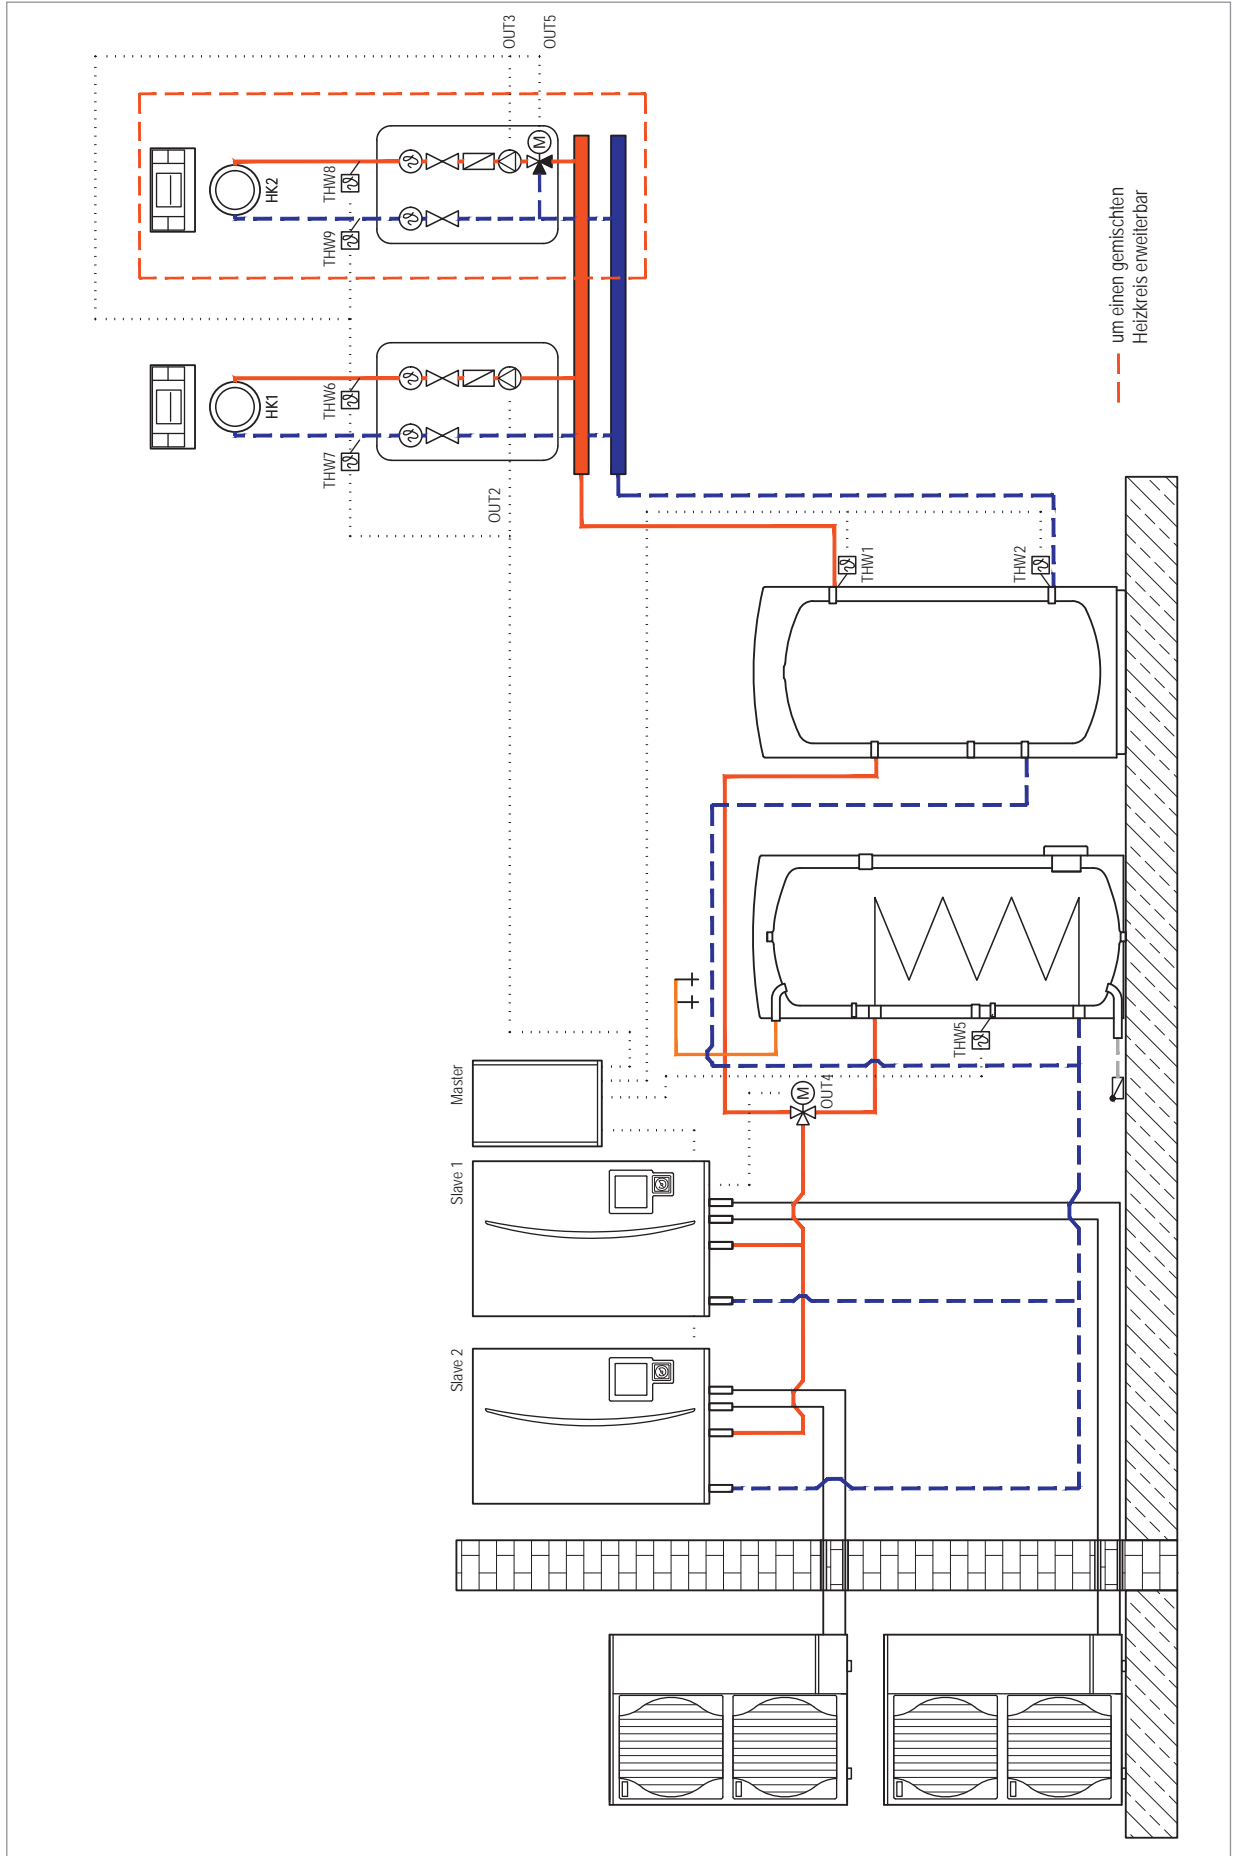 Slave 2
Slave 1
Master
OUT4
THW5
THW1
THW2
OUT2
THW7
THW6
HK1
THW9
THW8
HK2
OUT3
OUT5
M
M
um einen gemischten
Heizkreis erweiterbar